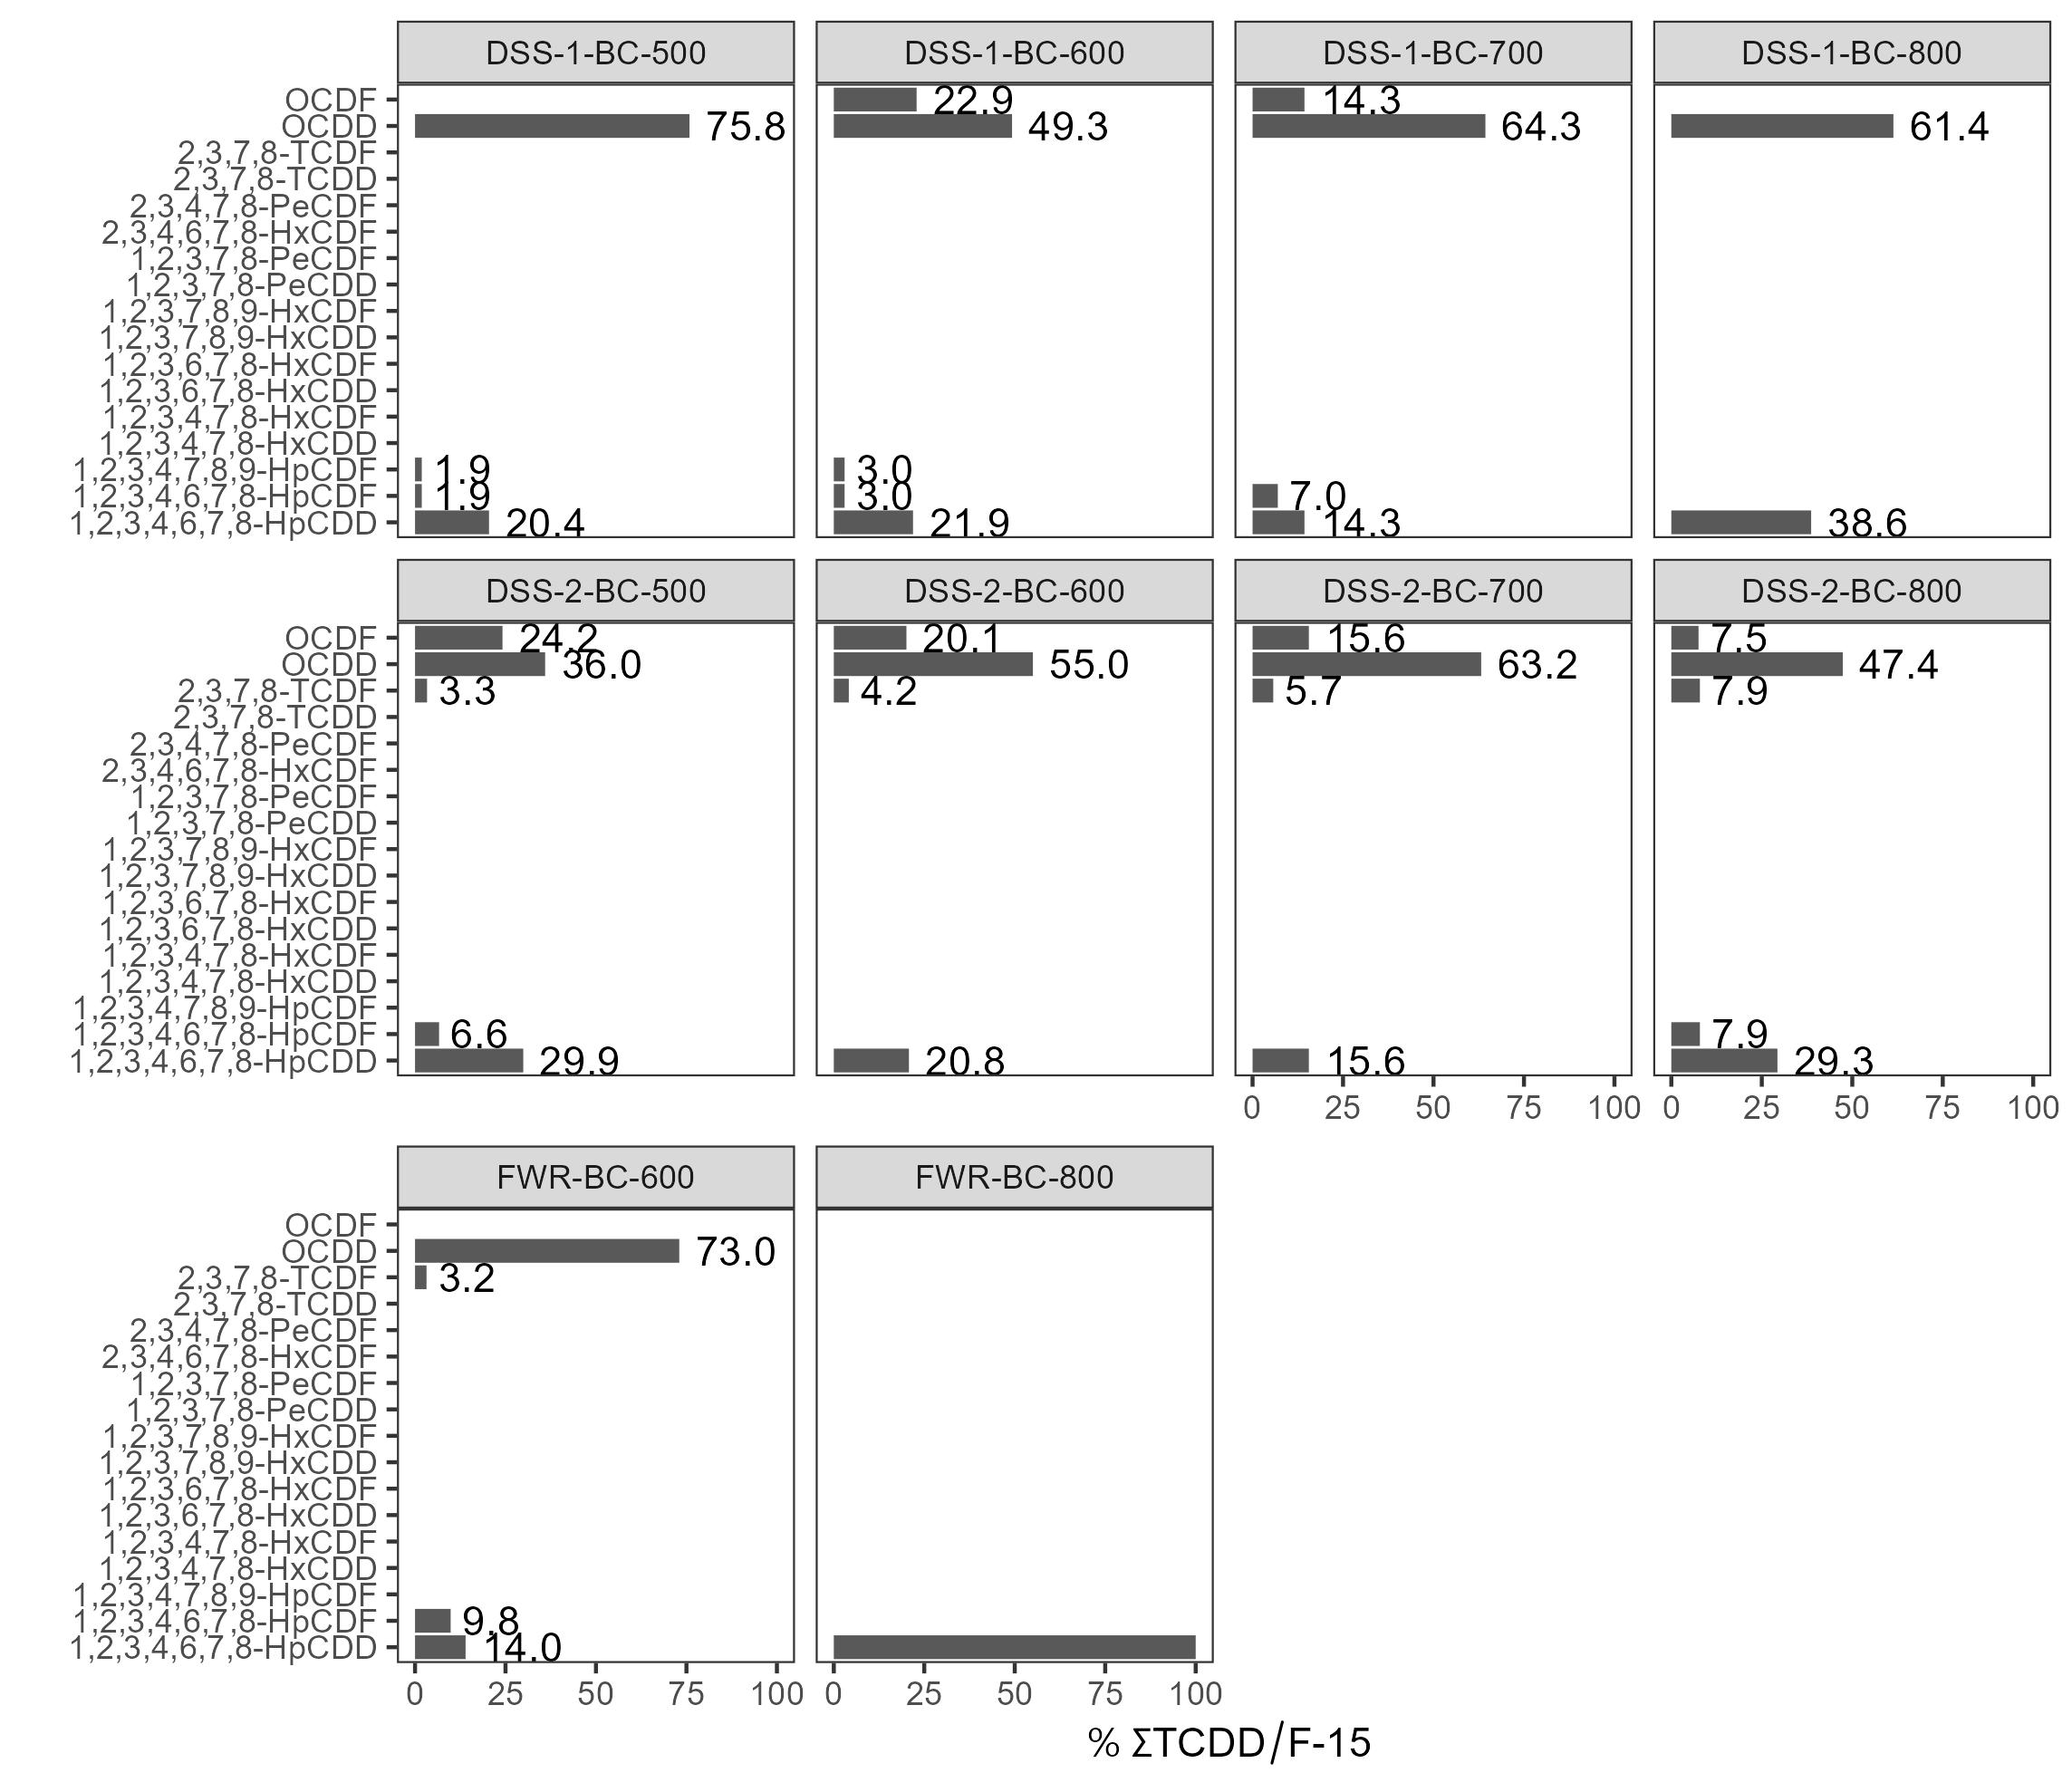 DSS-1-BC-500 DSS-1-BC-600 DSS-1-BC-700 DSS-1-BC-800
OCDF 22.9 14.3
OCDD 75.8 49.3 64.3 61.4
2,3,7,8-TCDF
2,3,7,8-TCDD
2,3,4,7,8-PeCDF
2,3,4,6,7,8-HxCDF
1,2,3,7,8-PeCDF
1,2,3,7,8-PeCDD
1,2,3,7,8,9-HxCDF
1,2,3,7,8,9-HxCDD
1,2,3,6,7,8-HxCDF
1,2,3,6,7,8-HxCDD
1,2,3,4,7,8-HxCDF
1,2,3,4,7,8-HxCDD
1,2,3,4,7,8,9-HpCDF 1.9 3.0
1,2,3,4,6,7,8-HpCDF 1.9 3.0 7.0
1,2,3,4,6,7,8-HpCDD 20.4 21.9 14.3 38.6
DSS-2-BC-500 DSS-2-BC-600 DSS-2-BC-700 DSS-2-BC-800
OCDF 24.2 20.1 15.6 7.5
OCDD 36.0 55.0 63.2 47.4
2,3,7,8-TCDF 3.3 4.2 5.7 7.9
2,3,7,8-TCDD
2,3,4,7,8-PeCDF
2,3,4,6,7,8-HxCDF
1,2,3,7,8-PeCDF
1,2,3,7,8-PeCDD
1,2,3,7,8,9-HxCDF
1,2,3,7,8,9-HxCDD
1,2,3,6,7,8-HxCDF
1,2,3,6,7,8-HxCDD
1,2,3,4,7,8-HxCDF
1,2,3,4,7,8-HxCDD
1,2,3,4,7,8,9-HpCDF
1,2,3,4,6,7,8-HpCDF 6.6 7.9
1,2,3,4,6,7,8-HpCDD 29.9 20.8 15.6 29.3
0 25 50 75 100 0 25 50 75 100
FWR-BC-600 FWR-BC-800
OCDF
OCDD 73.0
2,3,7,8-TCDF 3.2
2,3,7,8-TCDD
2,3,4,7,8-PeCDF
2,3,4,6,7,8-HxCDF
1,2,3,7,8-PeCDF
1,2,3,7,8-PeCDD
1,2,3,7,8,9-HxCDF
1,2,3,7,8,9-HxCDD
1,2,3,6,7,8-HxCDF
1,2,3,6,7,8-HxCDD
1,2,3,4,7,8-HxCDF
1,2,3,4,7,8-HxCDD
1,2,3,4,7,8,9-HpCDF
1,2,3,4,6,7,8-HpCDF 9.8
1,2,3,4,6,7,8-HpCDD 14.0
0 25 50 75 100 0 25 50 75 100
% ΣTCDD/F-15